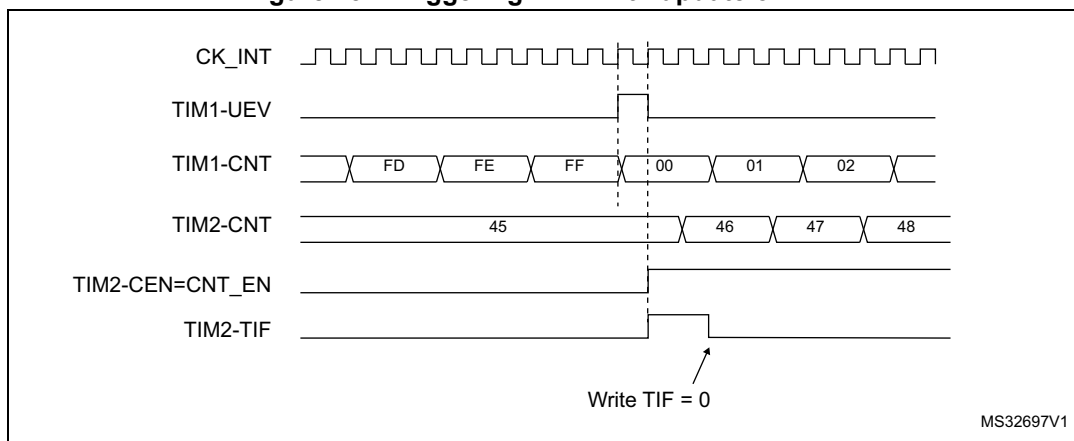 CK_INT
TIM1-UEV
TIM1-CNT FD FE FF 00 01 02
TIM2-CNT 45 46 47 48
TIM2-CEN=CNT_EN
TIM2-TIF
Write TIF = 0
MS32697V1